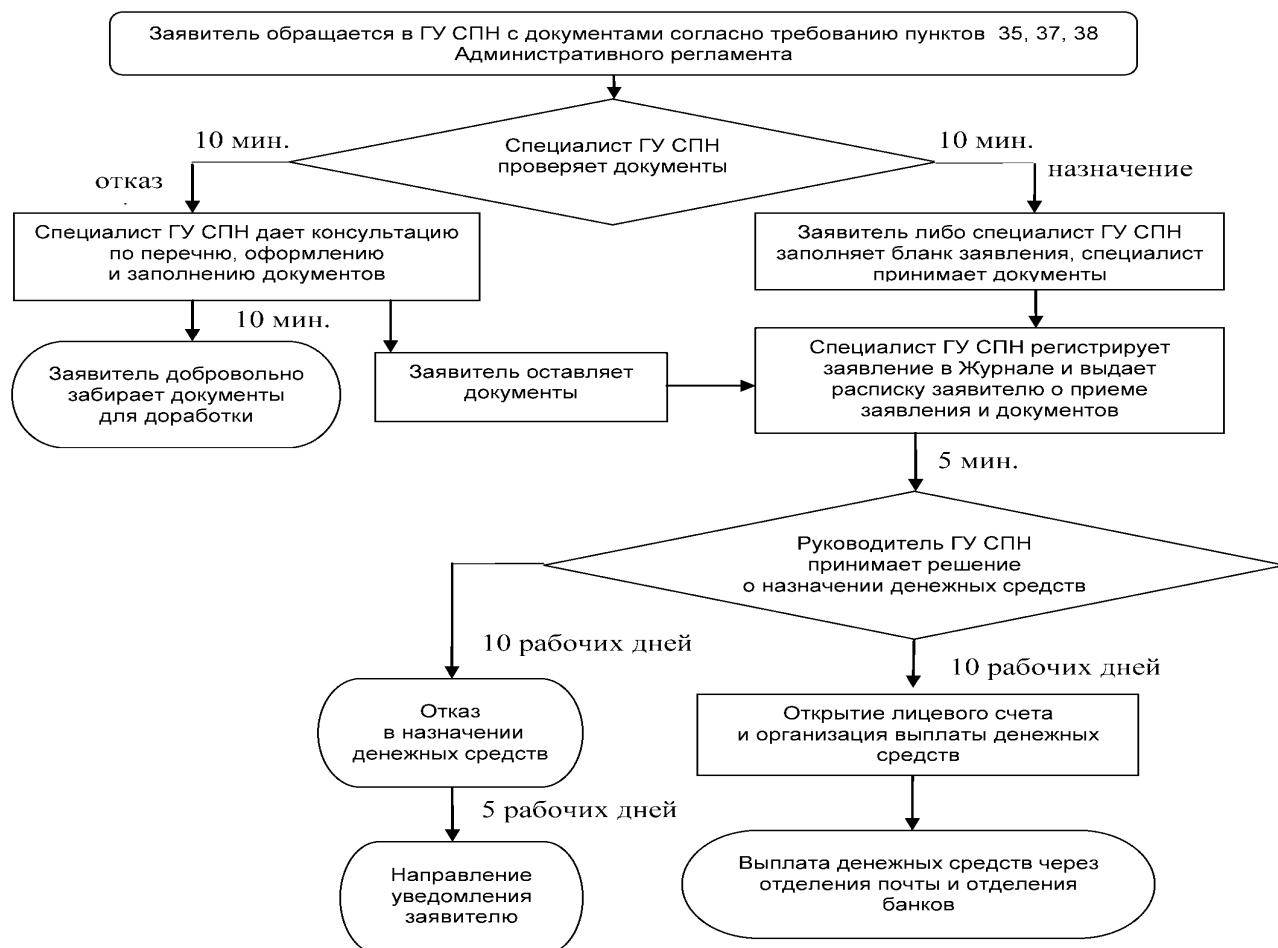 Заявитель обращается в ГУ СПН с документами согласно требованию пунктов 35, 37, 38
Административного регламента
10 мин.
Специалист ГУ СПН
проверяет документы
10 мин.
отказ
назначение
Специалист ГУ СПН дает консультацию
по перечню, оформлению
и заполнению документов
Заявитель либо специалист ГУ СПН
заполняет бланк заявления, специалист
принимает документы
10 мин.
Заявитель добровольно
забирает документы
для доработки
Заявитель оставляет
документы
Специалист ГУ СПН регистрирует
заявление в Журнале и выдает
расписку заявителю о приеме
заявления и документов
5 мин.
Руководитель ГУ СПН
принимает решение
о назначении денежных средств
10 рабочих дней
10 рабочих дней
Отказ
в назначении
денежных средств
Открытие лицевого счета
и организация выплаты денежных
средств
5 рабочих дней
Направление
уведомления
заявителю
Выплата денежных средств через
отделения почты и отделения
банков